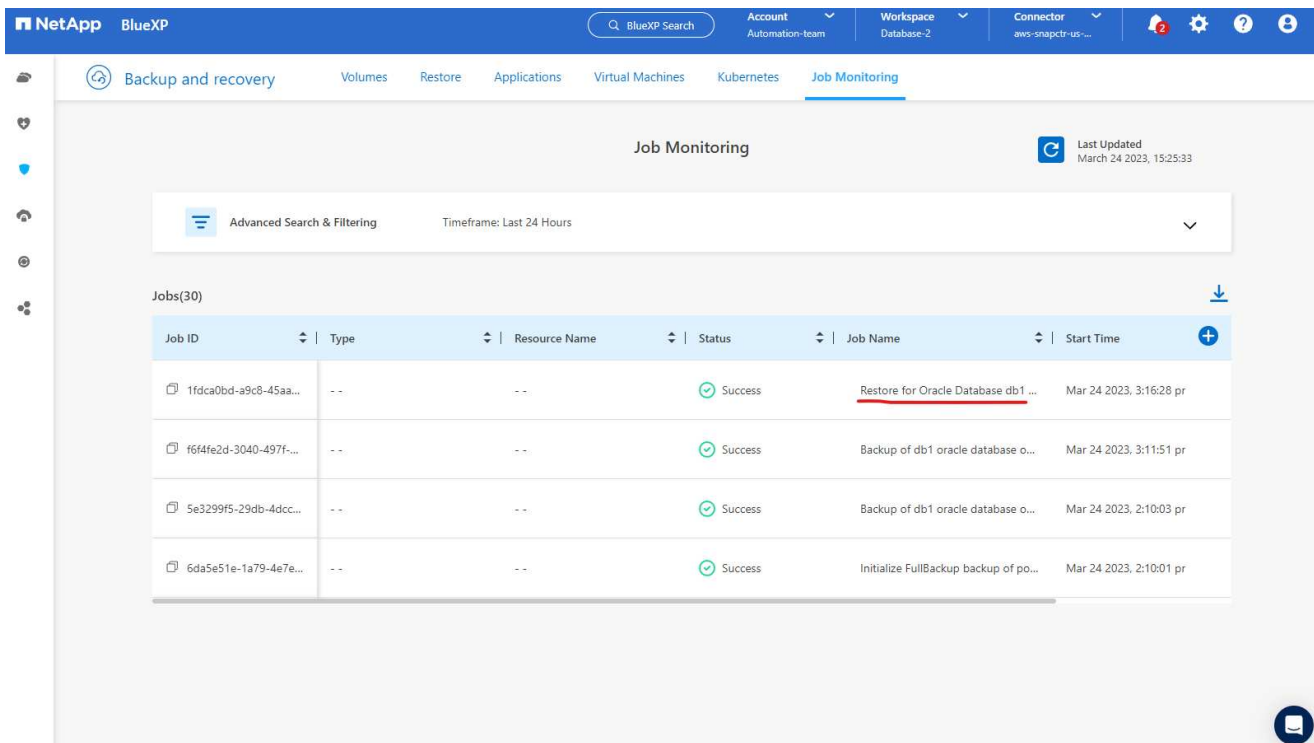 NetApp BlueXP
BlueXP Search
Account
Automation-team
Workspace
Database-2
Connector
aws-snapctr-us-...
2
Backup and recovery
Volumes
Restore
Applications
Virtual Machines
Kubernetes
Job Monitoring
Job Monitoring
Last Updated
March 24 2023, 15:25:33
Advanced Search & Filtering
Timeframe: Last 24 Hours
Jobs(30)
Job ID | Type | Resource Name | Status | Job Name | Start Time
1fdca0bd-a9c8-45aa... - - - - Success Restore for Oracle Database db1 ... Mar 24 2023, 3:16:28 pr
f6f4fe2d-3040-497f-... - - - - Success Backup of db1 oracle database o... Mar 24 2023, 3:11:51 pr
5e3299f5-29db-4dcc... - - - - Success Backup of db1 oracle database o... Mar 24 2023, 2:10:03 pr
6da5e51e-1a79-4e7e... - - - - Success Initialize FullBackup backup of po... Mar 24 2023, 2:10:01 pr